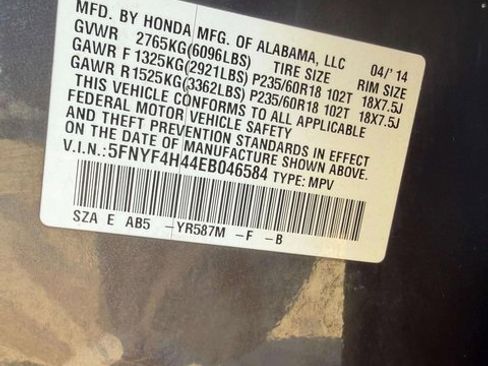 MFD. BY HONDA MFG. OF ALABAMA, LLC 04/'14
GVWR 2765KG(6096LBS) TIRE SIZE RIM SIZE
GAWR F 1325KG(2921LBS) P235/60R18 102T 18X7.5J
GAWR R 1525KG(3362LBS) P235/60R18 102T 18X7.5J
THIS VEHICLE CONFORMS TO ALL APPLICABLE
FEDERAL MOTOR VEHICLE SAFETY
AND THEFT PREVENTION STANDARDS IN EFFECT
ON THE DATE OF MANUFACTURE SHOWN ABOVE.
V.I.N.:5FNYF4H44EB046584 TYPE: MPV
SZA E AB5 -YR587M -F -B